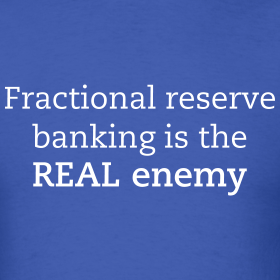 Fractional reserve
banking is the
REAL enemy